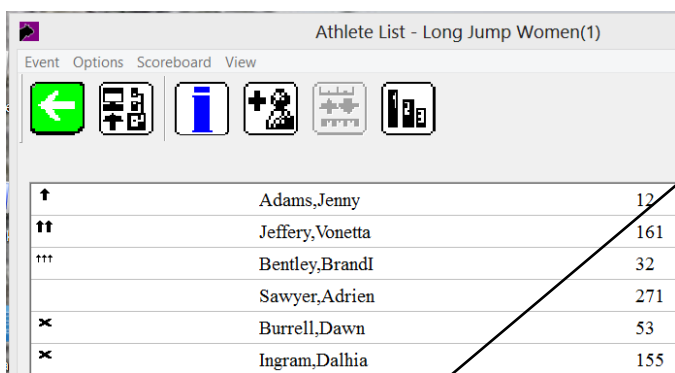 Athlete List - Long Jump Women(1)
Event Options Scoreboard View
Adams,Jenny 12
Jeffery,Vonetta 161
Bentley,BrandI 32
Sawyer,Adrien 271
Burrell,Dawn 53
Ingram,Dalhia 155